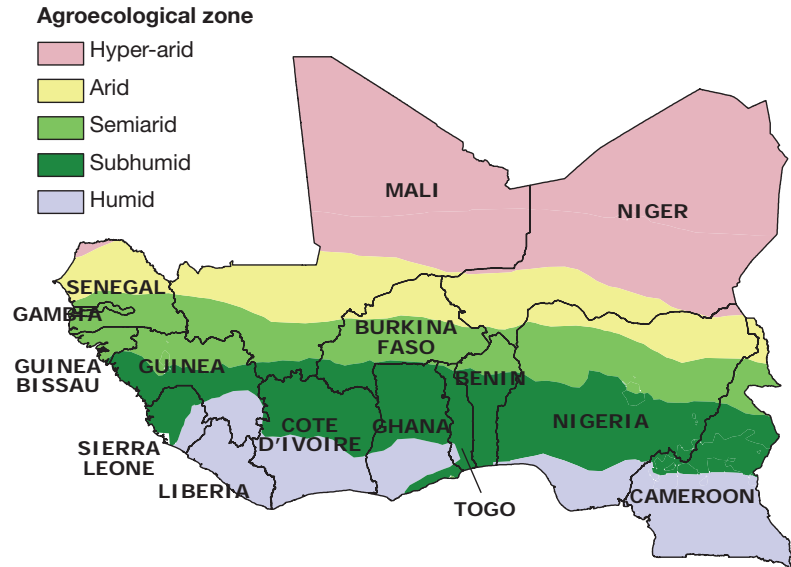 Agroecological zone
Hyper-arid
Arid
Semiarid
Subhumid
Humid
MALI
NIGER
SENEGAL
GAMBIA
BURKINA
FASO
GUINEA
BISSAU
GUINEA
BENIN
COTE
D'IVOIRE
GHANA
NIGERIA
SIERRA
LEONE
LIBERIA
TOGO
CAMEROON